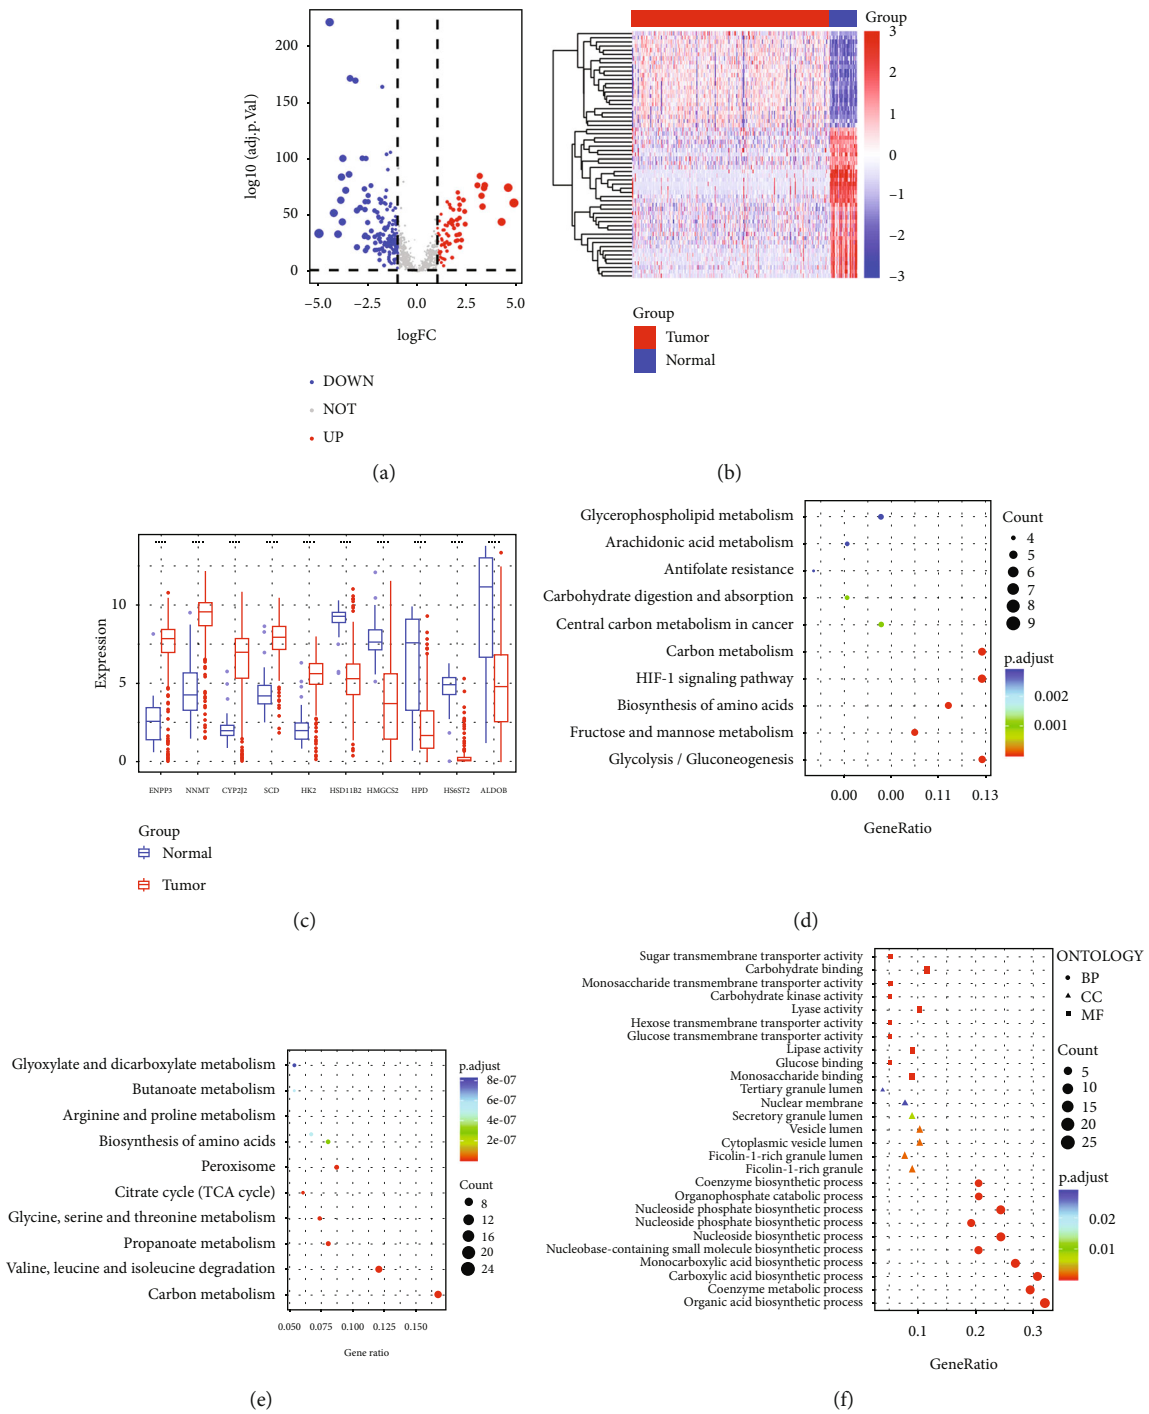 200
150
100
50
0
log10 (adj.p.Val)
−5.0 −2.5 0.0 2.5 5.0
logFC
DOWN
NOT
UP
(a)
Group
3
2
1
0
−1
−2
−3
Group
Tumor
Normal
(b)
10
5
0
Expression
ENPP3 NNMT CYP2J2 SCD HK2 HSD11B2 HMGCS2 HPD HS6ST2 ALDOB
Group
Normal
Tumor
(c)
Glycerophospholipid metabolism
Arachidonic acid metabolism
Antifolate resistance
Carbohydrate digestion and absorption
Central carbon metabolism in cancer
Carbon metabolism
HIF-1 signaling pathway
Biosynthesis of amino acids
Fructose and mannose metabolism
Glycolysis / Gluconeogenesis
0.00 0.00 0.11 0.13
GeneRatio
Count
4
5
6
7
8
9
p.adjust
0.002
0.001
(d)
Glyoxylate and dicarboxylate metabolism
Butanoate metabolism
Arginine and proline metabolism
Biosynthesis of amino acids
Peroxisome
Citrate cycle (TCA cycle)
Glycine, serine and threonine metabolism
Propanoate metabolism
Valine, leucine and isoleucine degradation
Carbon metabolism
0.050 0.075 0.100 0.125 0.150
Gene ratio
p.adjust
8e-07
6e-07
4e-07
2e-07
Count
8
12
16
20
24
(e)
Sugar transmembrane transporter activity
Carbohydrate binding
Monosaccharide transmembrane transporter activity
Carbohydrate kinase activity
Lyase activity
Hexose transmembrane transporter activity
Glucose transmembrane transporter activity
Lipase activity
Glucose binding
Monosaccharide binding
Tertiary granule lumen
Nuclear membrane
Secretory granule lumen
Vesicle lumen
Cytoplasmic vesicle lumen
Ficolin-1-rich granule lumen
Ficolin-1-rich granule
Coenzyme biosynthetic process
Organophosphate catabolic process
Nucleoside phosphate biosynthetic process
Nucleoside phosphate biosynthetic process
Nucleoside biosynthetic process
Nucleobase-containing small molecule biosynthetic process
Monocarboxylic acid biosynthetic process
Carboxylic acid biosynthetic process
Coenzyme metabolic process
Organic acid biosynthetic process
0.1 0.2 0.3
GeneRatio
ONTOLOGY
BP
CC
MF
Count
5
10
15
20
25
p.adjust
0.02
0.01
(f)